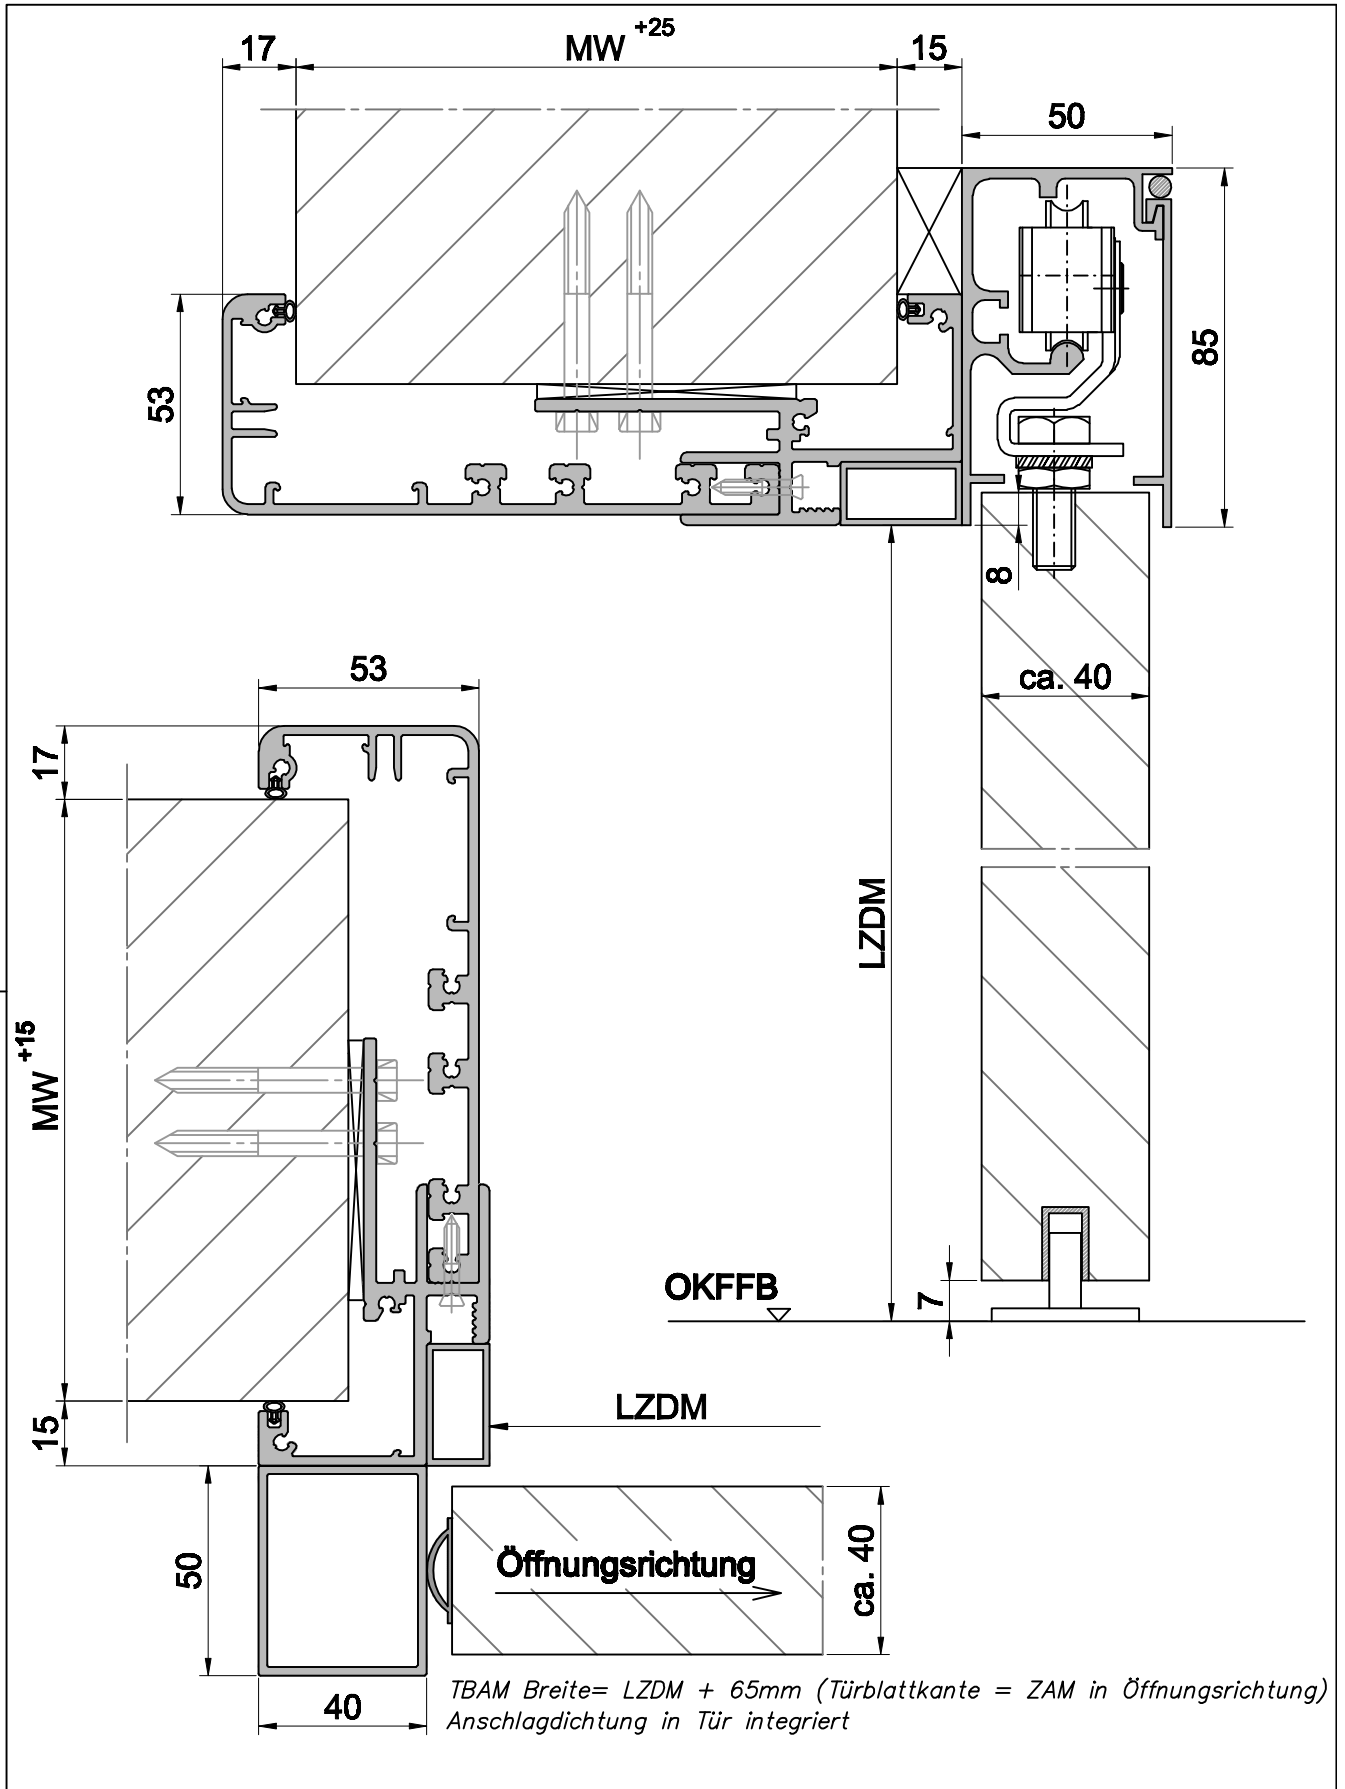 17
MW +25
15
50
85
53
8
ca. 40
53
17
LZDM
MW +15
OKFFB
7
15
LZDM
50
Öffnungsrichtung
ca. 40
TBAM Breite= LZDM + 65mm (Türblattkante = ZAM in Öffnungsrichtung)
40
Anschlagdichtung in Tür integriert